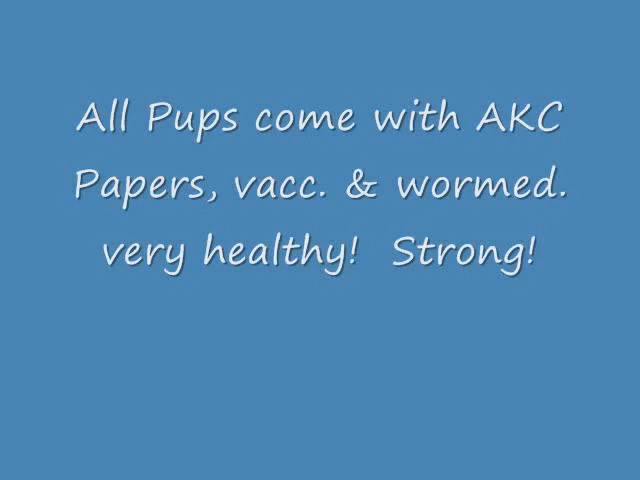 All Pups come with AKC
Papers, vacc. & wormed.
very healthy!  Strong!